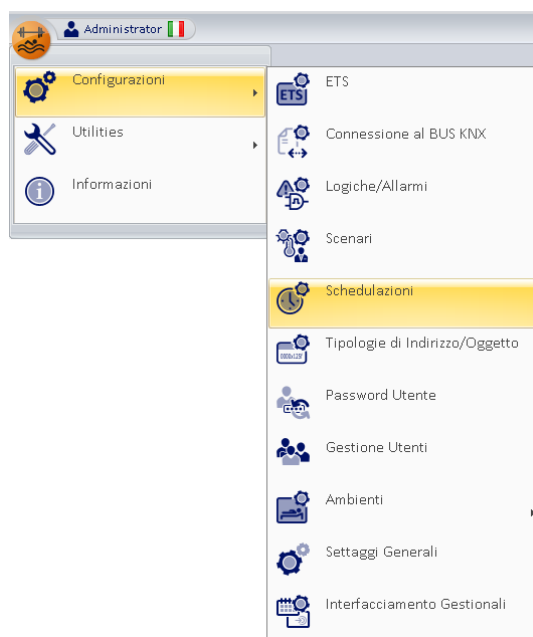 Administrator
Configurazioni
Utilities
Informazioni
ETS
ETS
Connessione al BUS KNX
Logiche/Allarmi
Scenari
Schedulazioni
Tipologie di Indirizzo/Oggetto
Password Utente
Gestione Utenti
Ambienti
Settaggi Generali
Interfacciamento Gestionali